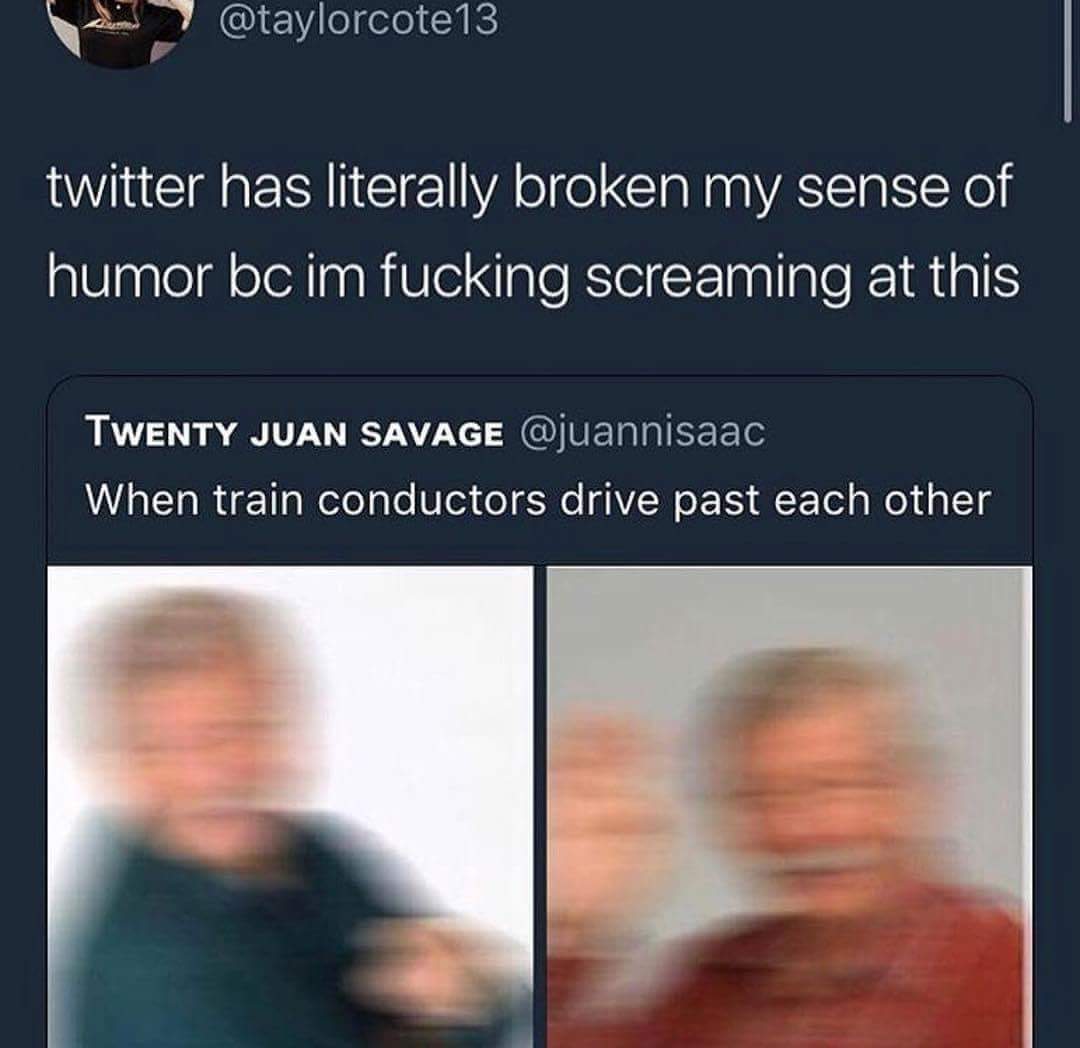 @taylorcote13
twitter has literally broken my sense of
humor bc im fucking screaming at this
TWENTY JUAN SAVAGE @juannisaac
When train conductors drive past each other